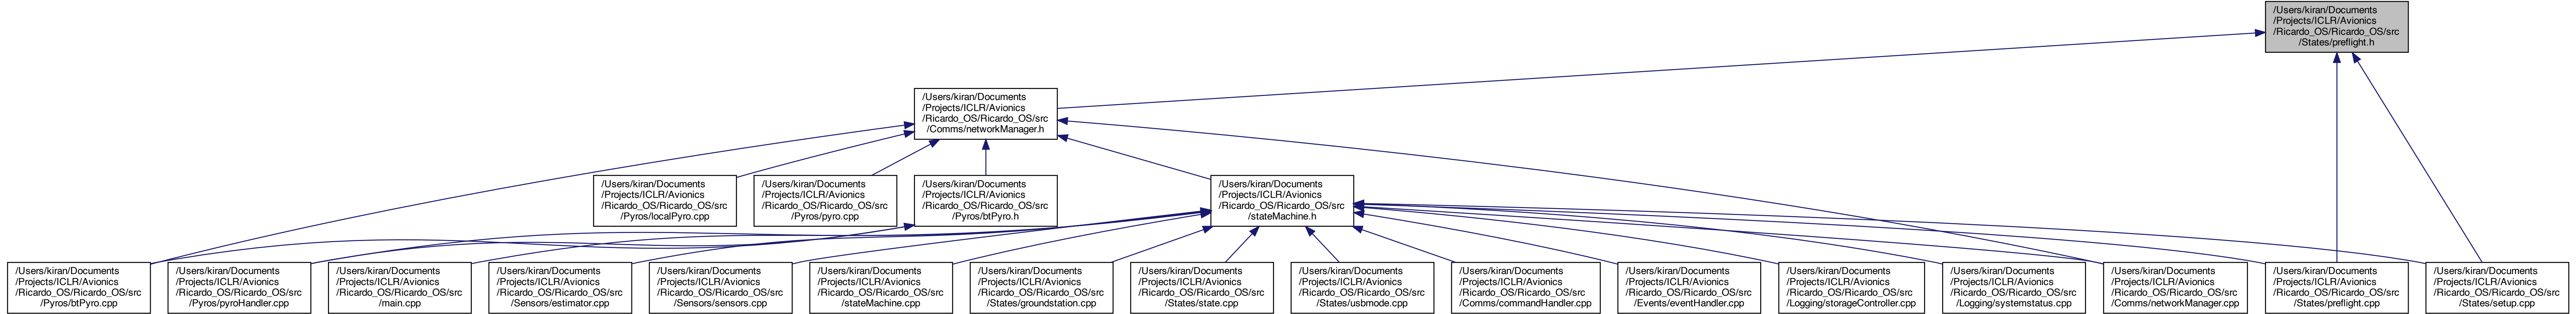 /Users/kiran/Documents
/Projects/ICLR/Avionics
/Ricardo_OS/Ricardo_OS/src
/States/preflight.h
/Users/kiran/Documents
/Projects/ICLR/Avionics
/Ricardo_OS/Ricardo_OS/src
/Comms/networkManager.h
/Users/kiran/Documents
/Projects/ICLR/Avionics
/Ricardo_OS/Ricardo_OS/src
/Pyros/localPyro.cpp
/Users/kiran/Documents
/Projects/ICLR/Avionics
/Ricardo_OS/Ricardo_OS/src
/Pyros/pyro.cpp
/Users/kiran/Documents
/Projects/ICLR/Avionics
/Ricardo_OS/Ricardo_OS/src
/Pyros/btPyro.h
/Users/kiran/Documents
/Projects/ICLR/Avionics
/Ricardo_OS/Ricardo_OS/src
/stateMachine.h
/Users/kiran/Documents
/Projects/ICLR/Avionics
/Ricardo_OS/Ricardo_OS/src
/Pyros/btPyro.cpp
/Users/kiran/Documents
/Projects/ICLR/Avionics
/Ricardo_OS/Ricardo_OS/src
/Pyros/pyroHandler.cpp
/Users/kiran/Documents
/Projects/ICLR/Avionics
/Ricardo_OS/Ricardo_OS/src
/main.cpp
/Users/kiran/Documents
/Projects/ICLR/Avionics
/Ricardo_OS/Ricardo_OS/src
/Sensors/estimator.cpp
/Users/kiran/Documents
/Projects/ICLR/Avionics
/Ricardo_OS/Ricardo_OS/src
/Sensors/sensors.cpp
/Users/kiran/Documents
/Projects/ICLR/Avionics
/Ricardo_OS/Ricardo_OS/src
/stateMachine.cpp
/Users/kiran/Documents
/Projects/ICLR/Avionics
/Ricardo_OS/Ricardo_OS/src
/States/groundstation.cpp
/Users/kiran/Documents
/Projects/ICLR/Avionics
/Ricardo_OS/Ricardo_OS/src
/States/state.cpp
/Users/kiran/Documents
/Projects/ICLR/Avionics
/Ricardo_OS/Ricardo_OS/src
/States/usbmode.cpp
/Users/kiran/Documents
/Projects/ICLR/Avionics
/Ricardo_OS/Ricardo_OS/src
/Comms/commandHandler.cpp
/Users/kiran/Documents
/Projects/ICLR/Avionics
/Ricardo_OS/Ricardo_OS/src
/Events/eventHandler.cpp
/Users/kiran/Documents
/Projects/ICLR/Avionics
/Ricardo_OS/Ricardo_OS/src
/Logging/storageController.cpp
/Users/kiran/Documents
/Projects/ICLR/Avionics
/Ricardo_OS/Ricardo_OS/src
/Logging/systemstatus.cpp
/Users/kiran/Documents
/Projects/ICLR/Avionics
/Ricardo_OS/Ricardo_OS/src
/Comms/networkManager.cpp
/Users/kiran/Documents
/Projects/ICLR/Avionics
/Ricardo_OS/Ricardo_OS/src
/States/preflight.cpp
/Users/kiran/Documents
/Projects/ICLR/Avionics
/Ricardo_OS/Ricardo_OS/src
/States/setup.cpp